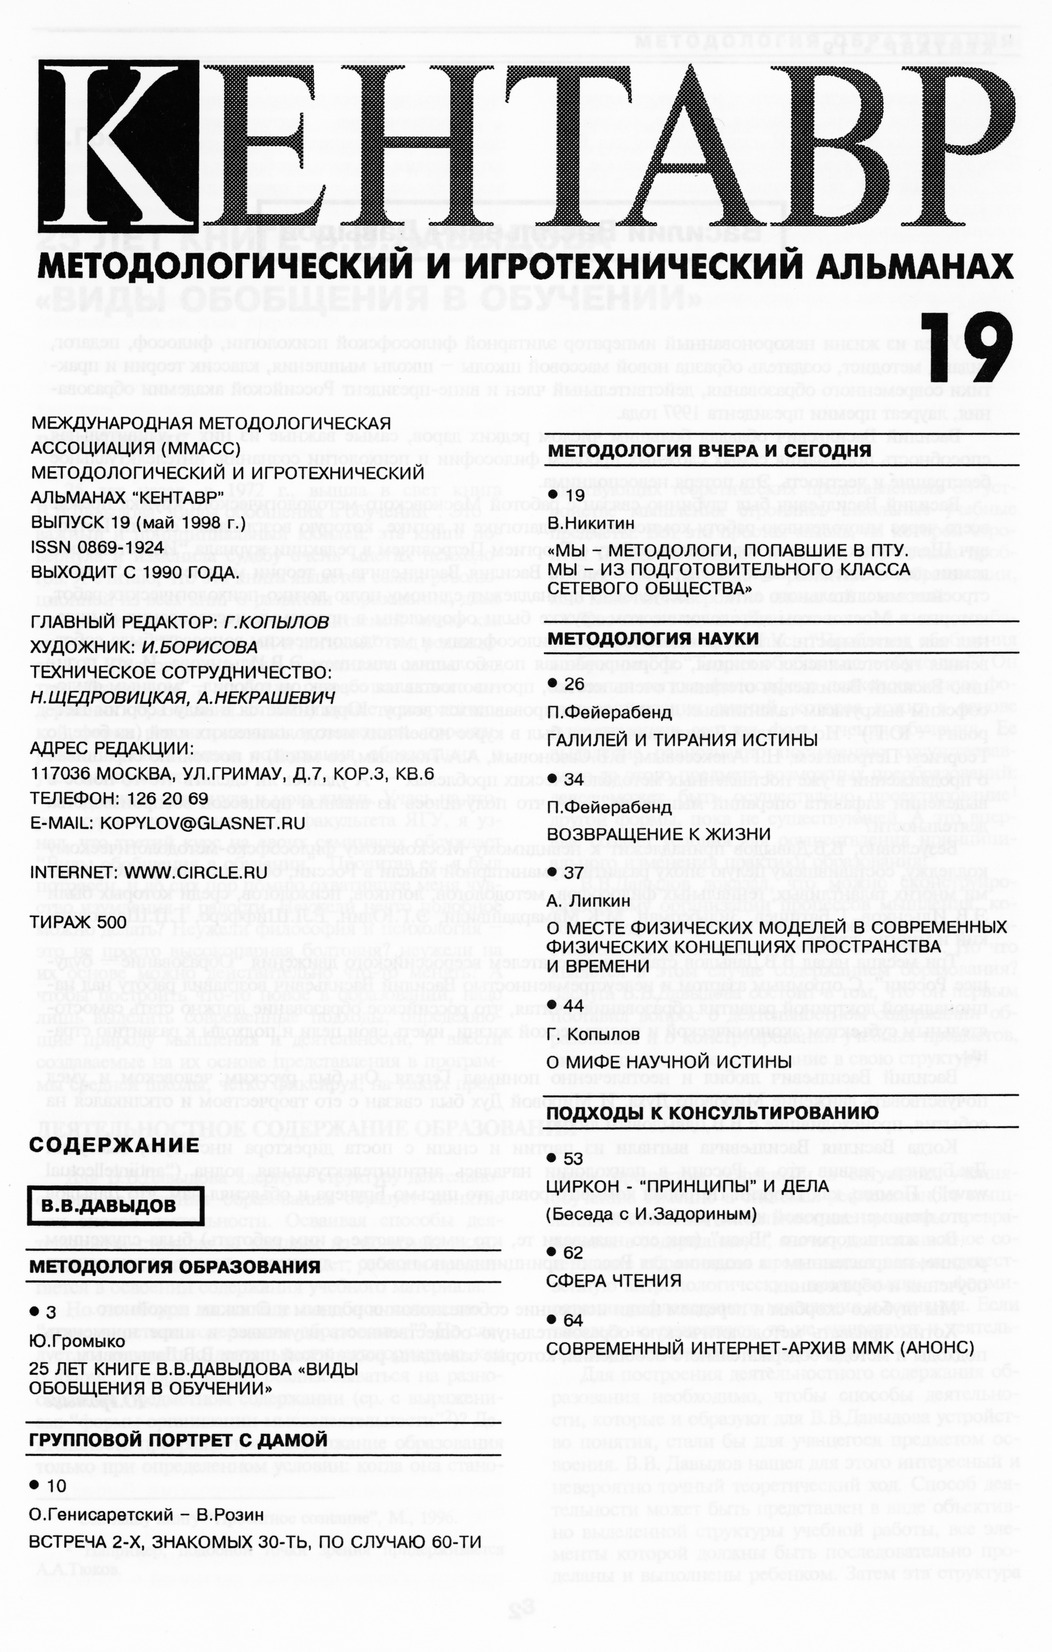 КЕНТАВР
МЕТОДОЛОГИЧЕСКИЙ И ИГРОТЕХНИЧЕСКИЙ АЛЬМАНАХ
19
МЕЖДУНАРОДНАЯ МЕТОДОЛОГИЧЕСКАЯ
АССОЦИАЦИЯ (ММАСС)
МЕТОДОЛОГИЧЕСКИЙ И ИГРОТЕХНИЧЕСКИЙ
АЛЬМАНАХ "КЕНТАВР"
ВЫПУСК 19 (май 1998 г.)
ISSN 0869-1924
ВЫХОДИТ С 1990 ГОДА.
ГЛАВНЫЙ РЕДАКТОР: Г.КОПЫЛОВ
ХУДОЖНИК: И.БОРИСОВА
ТЕХНИЧЕСКОЕ СОТРУДНИЧЕСТВО:
Н.ЩЕДРОВИЦКАЯ, А.НЕКРАШЕВИЧ
АДРЕС РЕДАКЦИИ:
117036 МОСКВА, УЛ.ГРИМАУ, Д.7, КОР.3, КВ.6
ТЕЛЕФОН: 126 20 69
E-MAIL: KOPYLOV@GLASNET.RU
INTERNET: WWW.CIRCLE.RU
ТИРАЖ 500
СОДЕРЖАНИЕ
В.В.ДАВЫДОВ
МЕТОДОЛОГИЯ ОБРАЗОВАНИЯ
● 3
Ю.Громыко
25 ЛЕТ КНИГЕ В.В.ДАВЫДОВА «ВИДЫ
ОБОБЩЕНИЯ В ОБУЧЕНИИ»
ГРУППОВОЙ ПОРТРЕТ С ДАМОЙ
● 10
О.Генисаретский – В.Розин
ВСТРЕЧА 2-Х, ЗНАКОМЫХ 30-ТЬ, ПО СЛУЧАЮ 60-ТИ
МЕТОДОЛОГИЯ ВЧЕРА И СЕГОДНЯ
● 19
В.Никитин
«МЫ – МЕТОДОЛОГИ, ПОПАВШИЕ В ПТУ.
МЫ – ИЗ ПОДГОТОВИТЕЛЬНОГО КЛАССА
СЕТЕВОГО ОБЩЕСТВА»
МЕТОДОЛОГИЯ НАУКИ
● 26
П.Фейерабенд
ГАЛИЛЕЙ И ТИРАНИЯ ИСТИНЫ
● 34
П.Фейерабенд
ВОЗВРАЩЕНИЕ К ЖИЗНИ
● 37
А. Липкин
О МЕСТЕ ФИЗИЧЕСКИХ МОДЕЛЕЙ В СОВРЕМЕННЫХ
ФИЗИЧЕСКИХ КОНЦЕПЦИЯХ ПРОСТРАНСТВА
И ВРЕМЕНИ
● 44
Г. Копылов
О МИФЕ НАУЧНОЙ ИСТИНЫ
ПОДХОДЫ К КОНСУЛЬТИРОВАНИЮ
● 53
ЦИРКОН - "ПРИНЦИПЫ" И ДЕЛА
(Беседа с И.Задориным)
● 62
СФЕРА ЧТЕНИЯ
● 64
СОВРЕМЕННЫЙ ИНТЕРНЕТ-АРХИВ ММК (АНОНС)